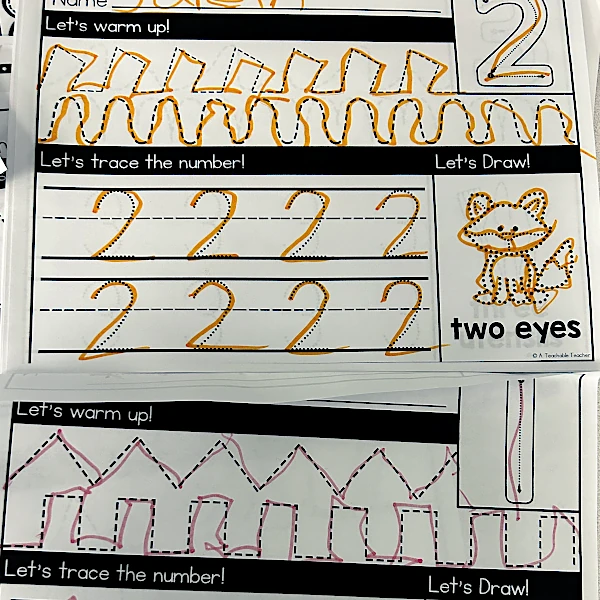 Name
Let's warm up!
2
Let's trace the number! Let's Draw!
2 2 2 2
2 2 2 2
two eyes
© A Teachable Teacher
Let's warm up!
1
Let's trace the number! Let's Draw!